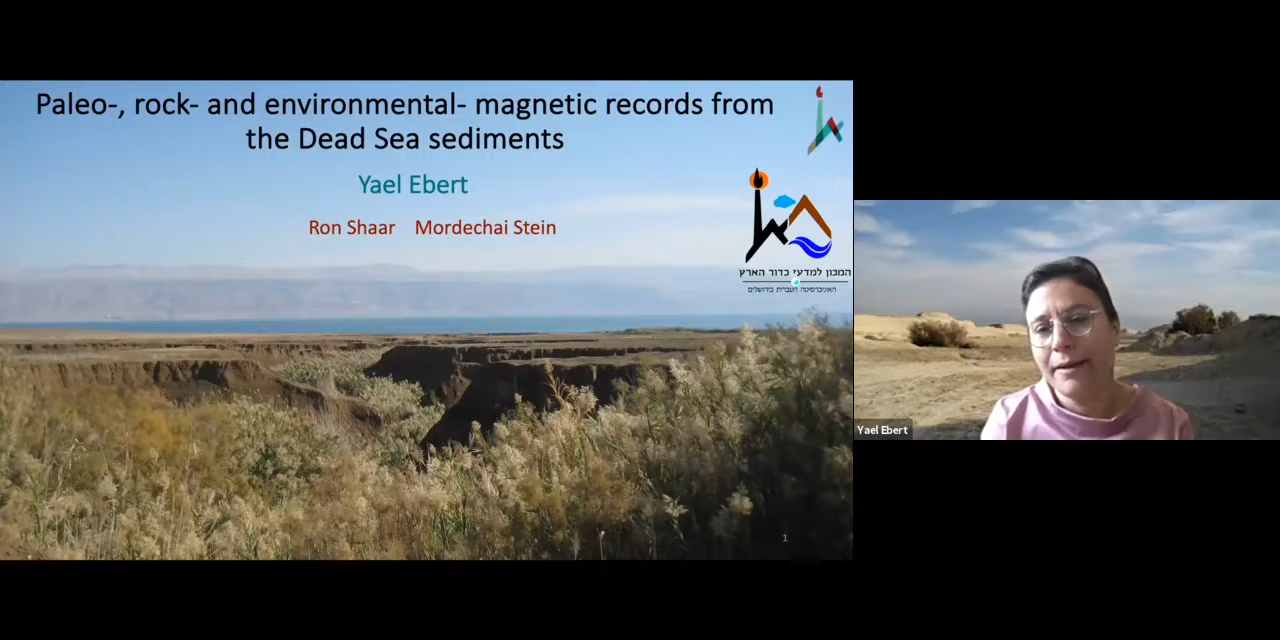 Paleo-, rock- and environmental- magnetic records from
the Dead Sea sediments
Yael Ebert
Ron Shaar Mordechai Stein
המכון למדעי כדור הארץ
האוניברסיטה העברית בירושלים
1
Yael Ebert